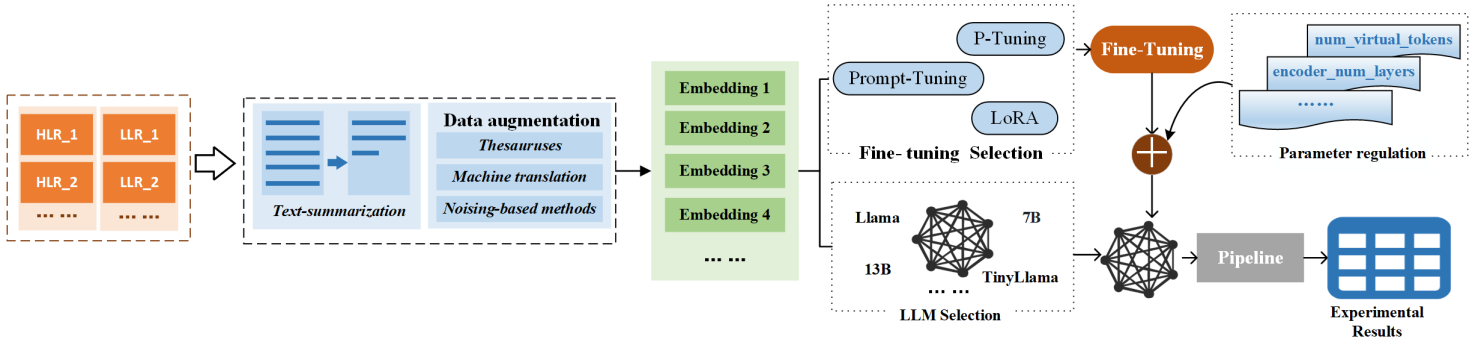 HLR_1
LLR_1
HLR_2
LLR_2
... ...
... ...
Text-summarization
Data augmentation
Thesauruses
Machine translation
Noising-based methods
Embedding 1
Embedding 2
Embedding 3
Embedding 4
... ...
P-Tuning
Prompt-Tuning
LoRA
Fine- tuning Selection
Llama
7B
13B
TinyLlama
... ...
LLM Selection
Fine-Tuning
num_virtual_tokens
encoder_num_layers
......
Parameter regulation
Pipeline
Experimental
Results